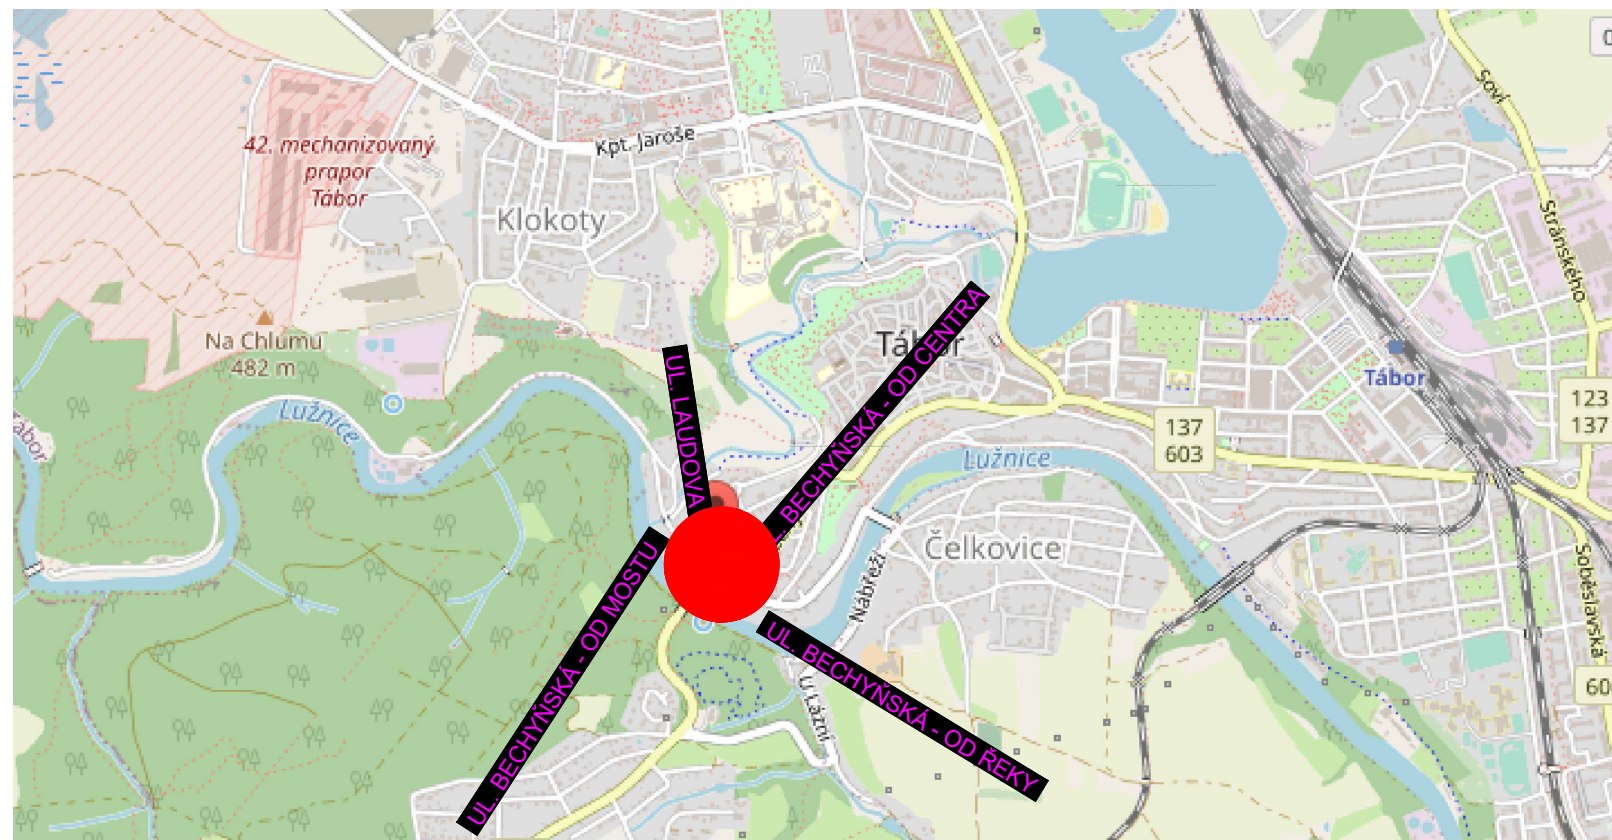 0
Soví
Kpt. Jaroše
42. mechanizovaný
prapor
Tábor
Klokoty
Stránského
Na Chlumu
482 m
Tábor
Tábor
Lužnice
UL. LAUDOVA
BECHYŇSKÁ - OD CENTRA
123
137
137
603
Tábor
Lužnice
Čelkovice
UL. BECHYŇSKÁ - OD MOSTU
Nábřeží
Soběslavská
UL. BECHYŇSKÁ - OD ŘEKY
U Lázní
60